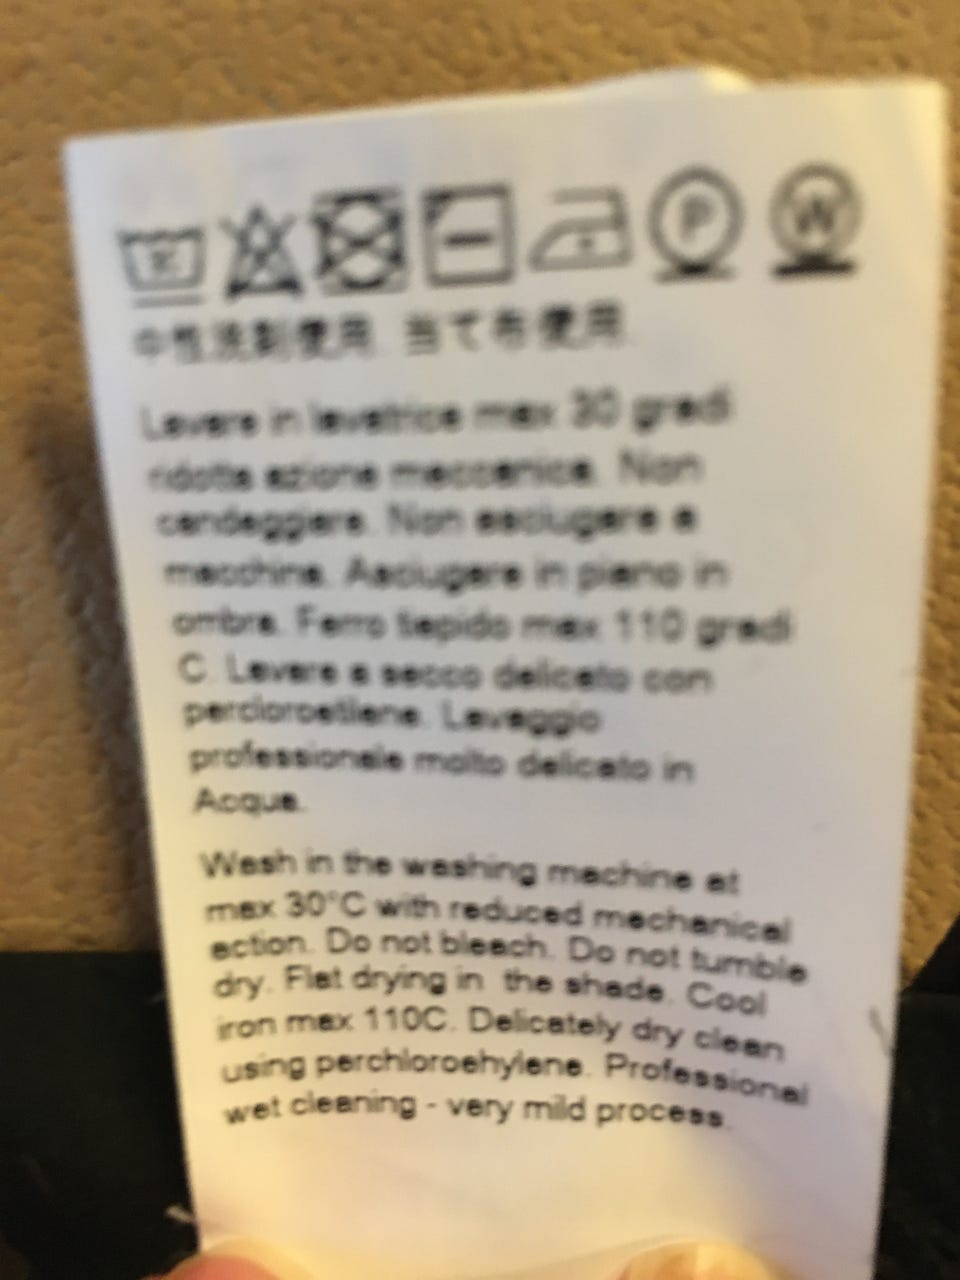 P W
中性洗剤使用 当て布使用
Lavare in lavatrice max 30 gradi
ridotta azione meccanica. Non
candeggiare. Non asciugare a
macchina. Asciugare in piano in
ombra. Ferro tiepido max 110 gradi
C. Lavare a secco delicato con
percloroetilene. Lavaggio
professionale molto delicato in
Acqua.
Wash in the washing machine at
max 30°C with reduced mechanical
action. Do not bleach. Do not tumble
dry. Flat drying in the shade. Cool
iron max 110C. Delicately dry clean
using perchloroehylene. Professional
wet cleaning - very mild process.